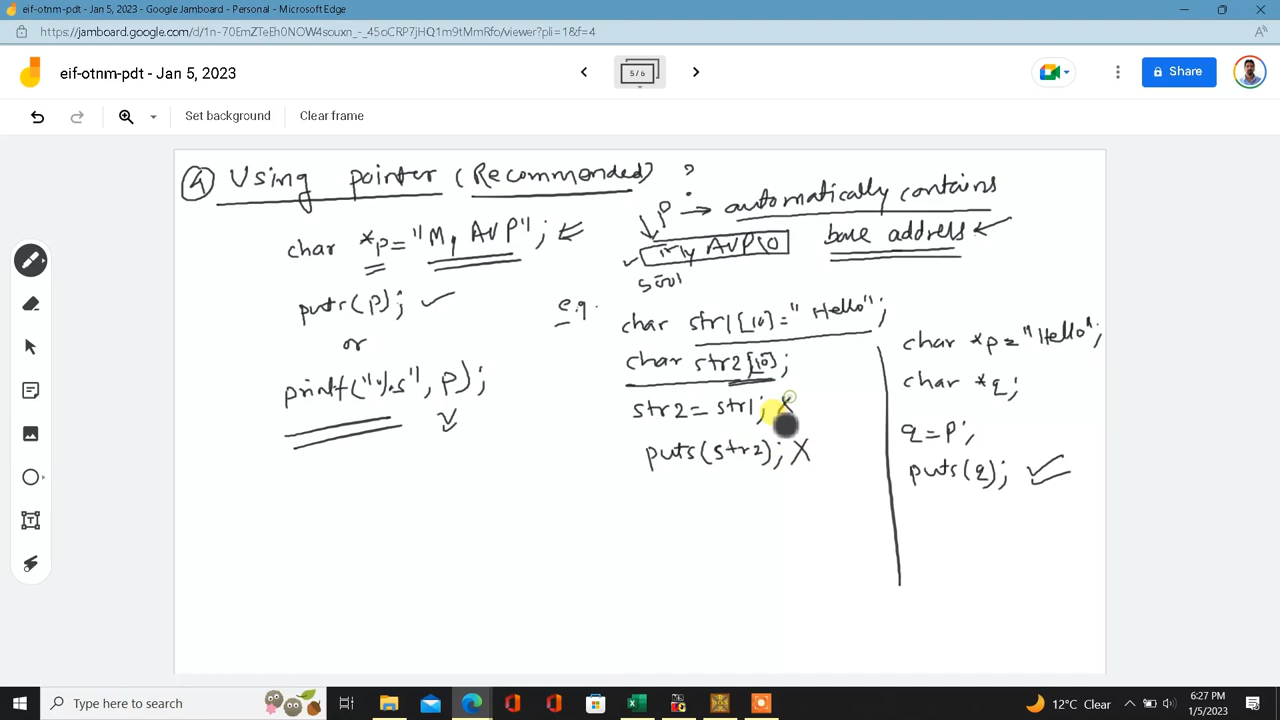 eif-otnm-pdt - Jan 5, 2023 - Google Jamboard - Personal - Microsoft Edge
eif-otnm-pdt - Jan 5, 2023
5/6
Share
Set background
Clear frame
④ Using pointer (Recommended) ?
p → automatically contains
base address
char *p = "My AVP";
My AVP\0
5001
puts(p); ✓
or
printf("%s", p);
e.g.
char str1[10] = "Hello";
char str2[10];
str2 = str1; X
puts(str2); X
char *p = "Hello";
char *q;
q = p;
puts(q); ✓
Type here to search
12°C Clear
6:27 PM
1/5/2023